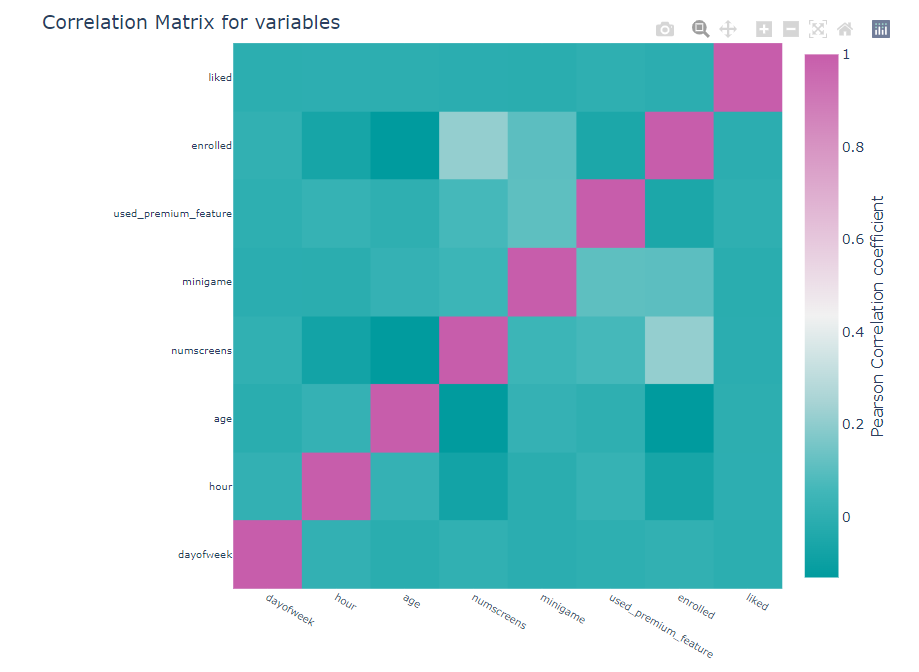 Correlation Matrix for variables
liked
enrolled
used_premium_feature
minigame
numscreens
age
hour
dayofweek
dayofweek
hour
age
numscreens
minigame
used_premium_feature
enrolled
liked
1
0.8
0.6
0.4
0.2
0
Pearson Correlation coefficient